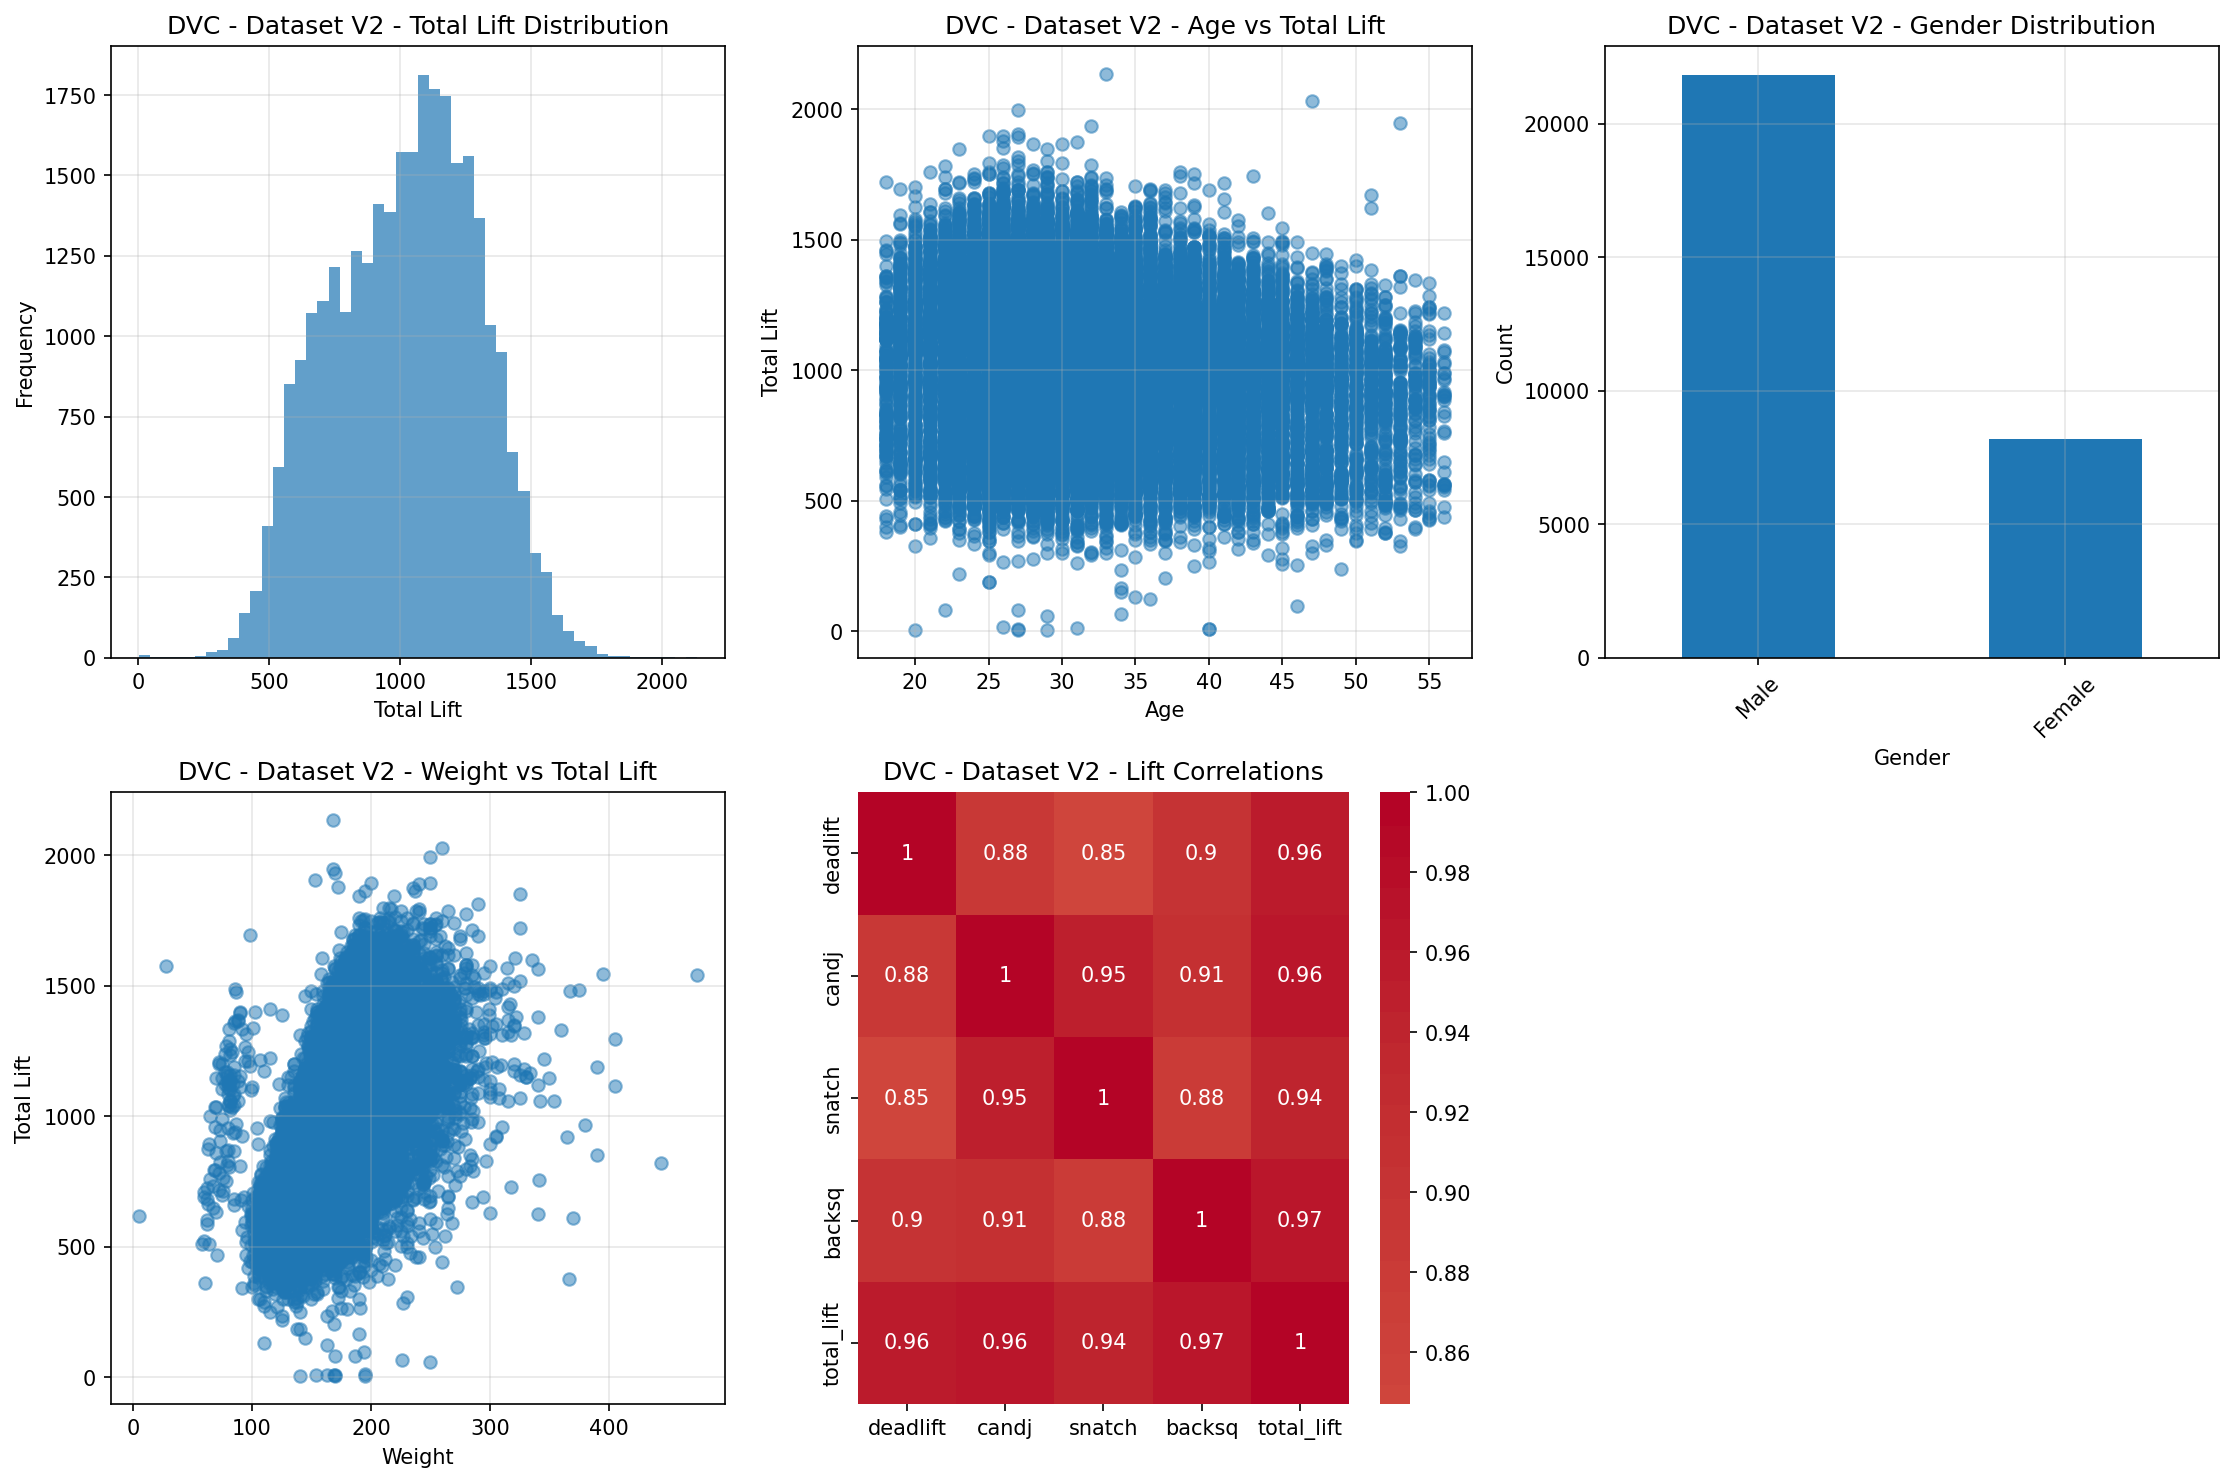 DVC - Dataset V2 - Total Lift Distribution
1750
1500
1250
1000
750
500
250
0
Frequency
0 500 1000 1500 2000
Total Lift
DVC - Dataset V2 - Age vs Total Lift
2000
1500
1000
500
0
Total Lift
20 25 30 35 40 45 50 55
Age
DVC - Dataset V2 - Gender Distribution
20000
15000
10000
5000
0
Count
Male
Female
Gender
DVC - Dataset V2 - Weight vs Total Lift
2000
1500
1000
500
0
Total Lift
0 100 200 300 400
Weight
DVC - Dataset V2 - Lift Correlations
deadlift 1 0.88 0.85 0.9 0.96
candj 0.88 1 0.95 0.91 0.96
snatch 0.85 0.95 1 0.88 0.94
backsq 0.9 0.91 0.88 1 0.97
total_lift 0.96 0.96 0.94 0.97 1
deadlift candj snatch backsq total_lift
1.00
0.98
0.96
0.94
0.92
0.90
0.88
0.86